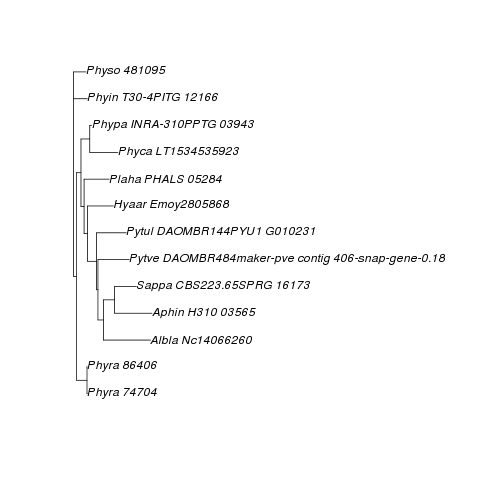 Physo 481095
Phyin T30-4PITG 12166
Phypa INRA-310PPTG 03943
Phyca LT1534535923
Plaha PHALS 05284
Hyaar Emoy2805868
Pytul DAOMBR144PYU1 G010231
Pytve DAOMBR484maker-pve contig 406-snap-gene-0.18
Sappa CBS223.65SPRG 16173
Aphin H310 03565
Albla Nc14066260
Phyra 86406
Phyra 74704